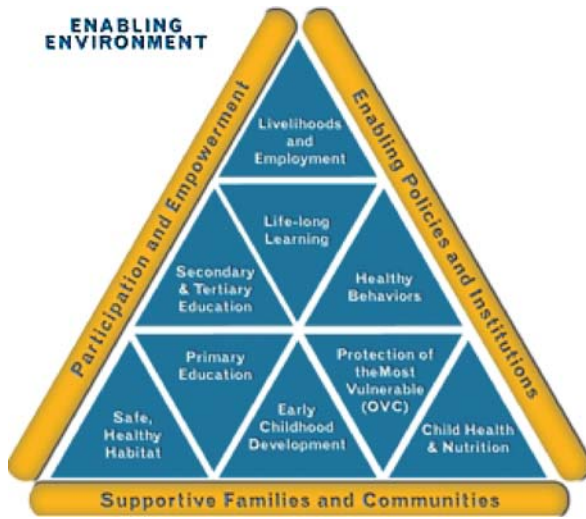 ENABLING
ENVIRONMENT
Participation and Empowerment
Enabling Policies and Institutions
Livelihoods
and
Employment
Life-long
Learning
Secondary
& Tertiary
Education
Healthy
Behaviors
Primary
Education
Protection of
theMost
Vulnerable
(OVC)
Safe,
Healthy
Habitat
Early
Childhood
Development
Child Health
& Nutrition
Supportive Families and Communities